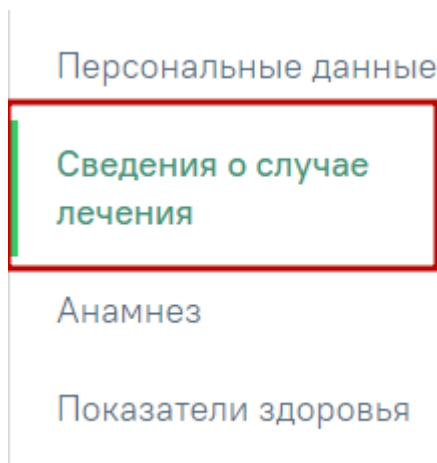 Персональные данные
Сведения о случае
лечения
Анамнез
Показатели здоровья